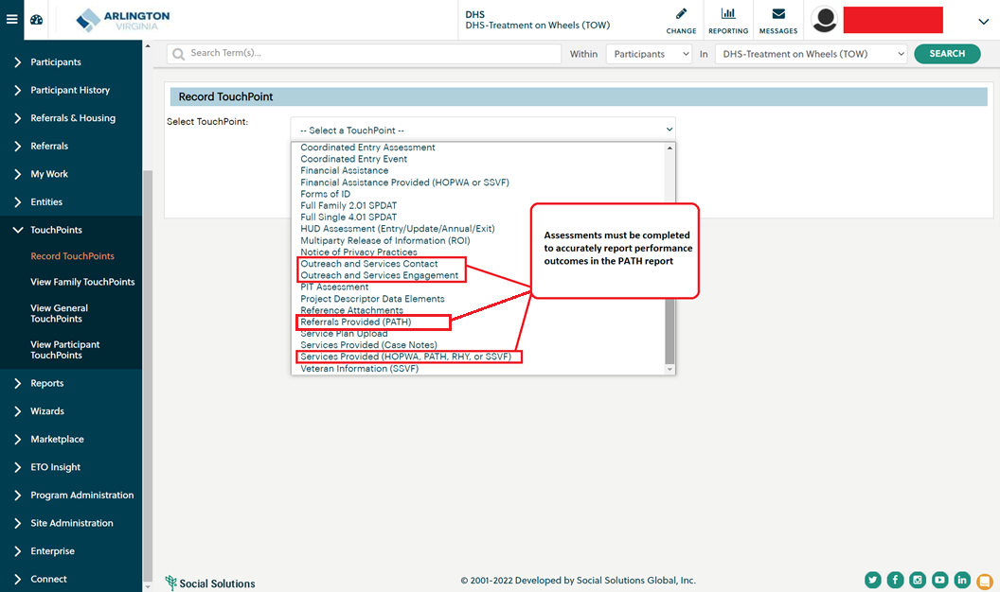 ARLINGTON
VIRGINIA
DHS
DHS-Treatment on Wheels (TOW)
CHANGE
REPORTING
MESSAGES
Search Term(s)...
Within
Participants
In
DHS-Treatment on Wheels (TOW)
SEARCH
Participants
Participant History
Referrals & Housing
Referrals
My Work
Entities
TouchPoints
Record TouchPoints
View Family TouchPoints
View General
TouchPoints
View Participant
TouchPoints
Reports
Wizards
Marketplace
ETO Insight
Program Administration
Site Administration
Enterprise
Connect
Record TouchPoint
Select TouchPoint:
-- Select a TouchPoint --
Coordinated Entry Assessment
Coordinated Entry Event
Financial Assistance
Financial Assistance Provided (HOPWA or SSVF)
Forms of ID
Full Family 2.01 SPDAT
Full Single 4.01 SPDAT
HUD Assessment (Entry/Update/Annual/Exit)
Multiparty Release of Information (ROI)
Notice of Privacy Practices
Outreach and Services Contact
Outreach and Services Engagement
PIT Assessment
Project Descriptor Data Elements
Reference Attachments
Referrals Provided (PATH)
Service Plan Upload
Services Provided (Case Notes)
Services Provided (HOPWA, PATH, RHY, or SSVF)
Veteran Information (SSVF)
Assessments must be completed
to accurately report performance
outcomes in the PATH report
Social Solutions
© 2001-2022 Developed by Social Solutions Global, Inc.